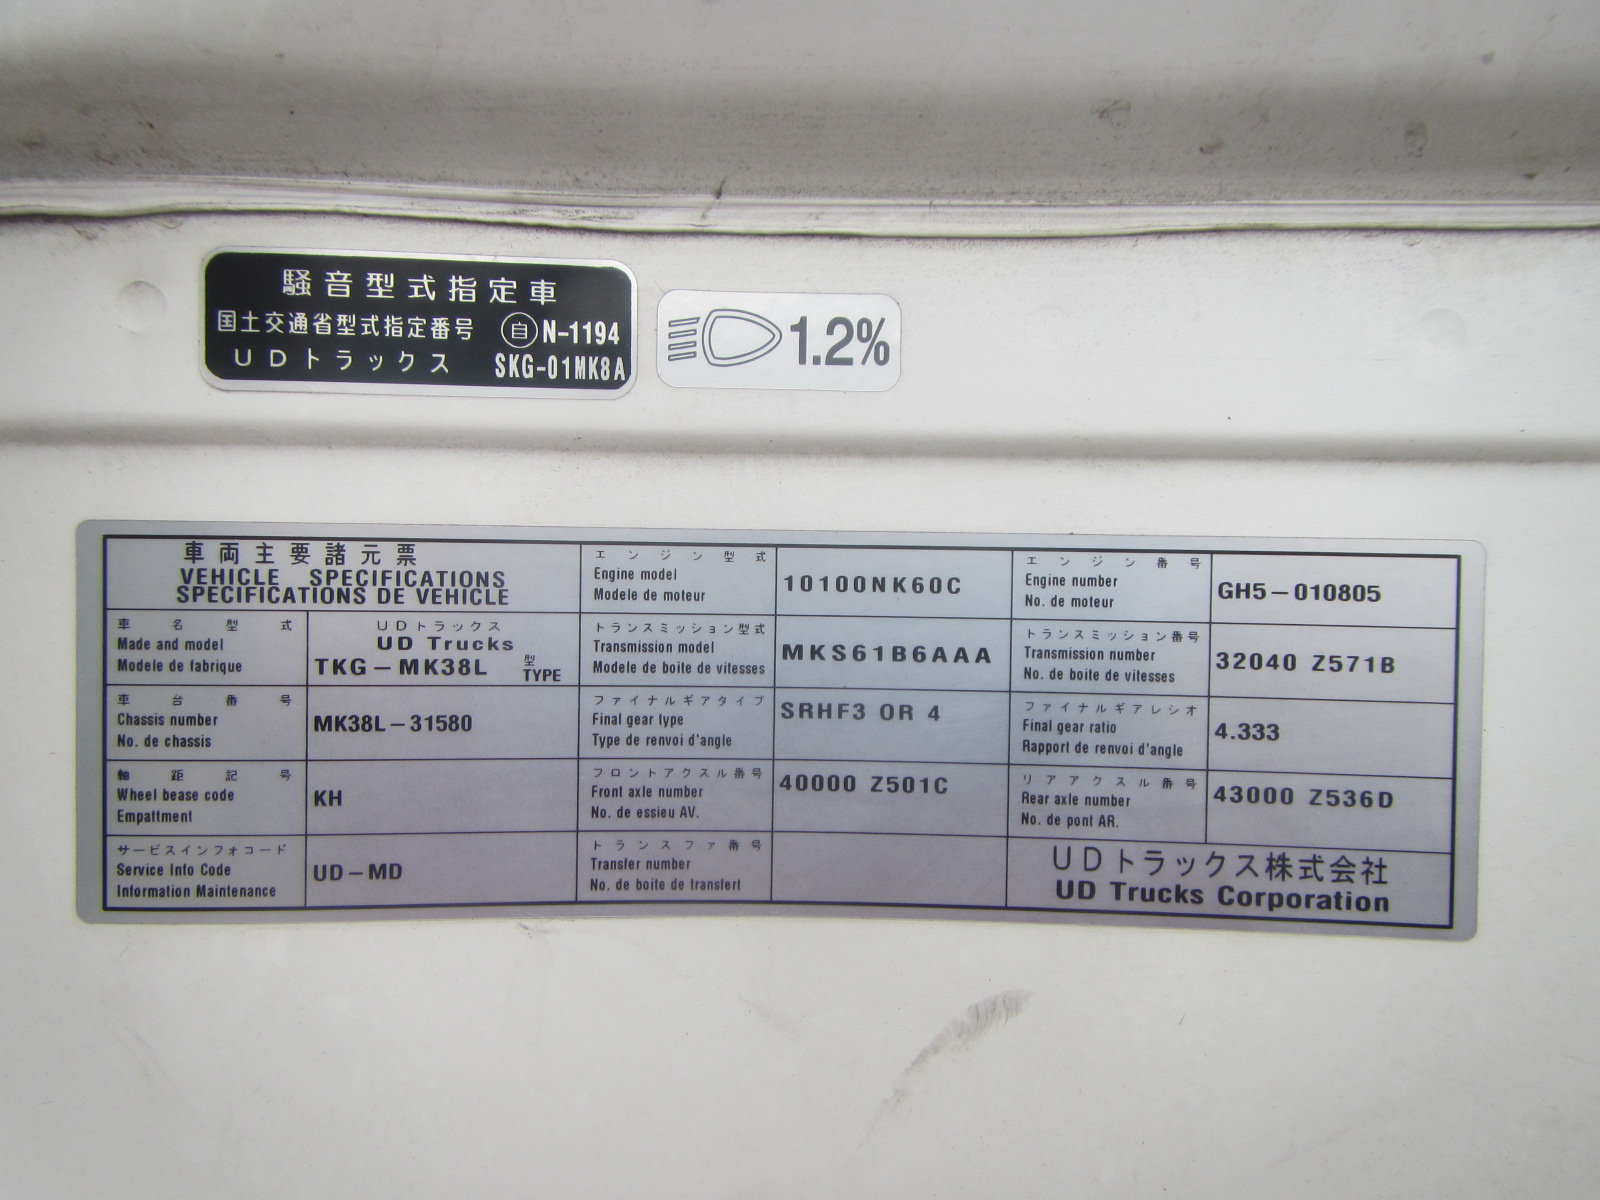 騒音型式指定車
国土交通省型式指定番号 自 N-1194
UDトラックス SKG-01MK8A
1.2%
車両主要諸元票
VEHICLE SPECIFICATIONS
SPECIFICATIONS DE VEHICLE
エンジン型式
Engine model
Modele de moteur
10100NK60C
エンジン番号
Engine number
No. de moteur
GH5-010805
車名型式
Made and model
Modele de fabrique
UDトラックス
UD Trucks
TKG-MK38L 型 TYPE
トランスミッション型式
Transmission model
Modele de boite de vitesses
MKS61B6AAA
トランスミッション番号
Transmission number
No. de boite de vitesses
32040 Z571B
車台番号
Chassis number
No. de chassis
MK38L-31580
ファイナルギアタイプ
Final gear type
Type de renvoi d'angle
SRHF3 OR 4
ファイナルギアレシオ
Final gear ratio
Rapport de renvoi d'angle
4.333
軸距記号
Wheel bease code
Empattment
KH
フロントアクスル番号
Front axle number
No. de essieu AV.
40000 Z501C
リアアクスル番号
Rear axle number
No. de pont AR.
43000 Z536D
サービスインフォコード
Service Info Code
Information Maintenance
UD-MD
トランスファ番号
Transfer number
No. de boite de transfert
UDトラックス株式会社
UD Trucks Corporation